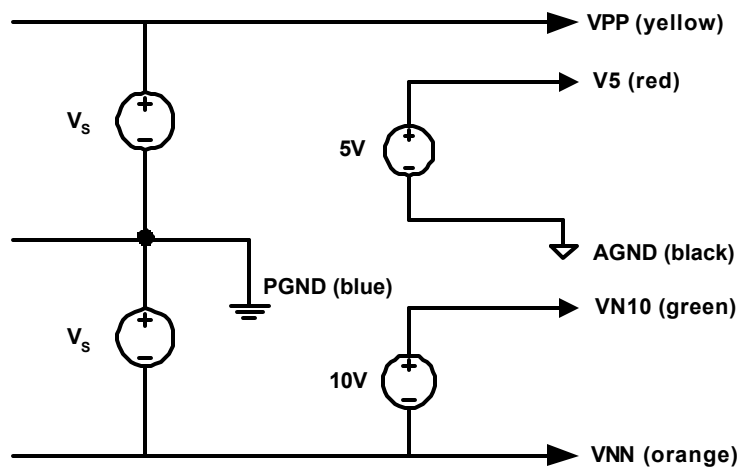 VPP (yellow)
V5 (red)
VS
5V
AGND (black)
PGND (blue)
VN10 (green)
VS
10V
VNN (orange)